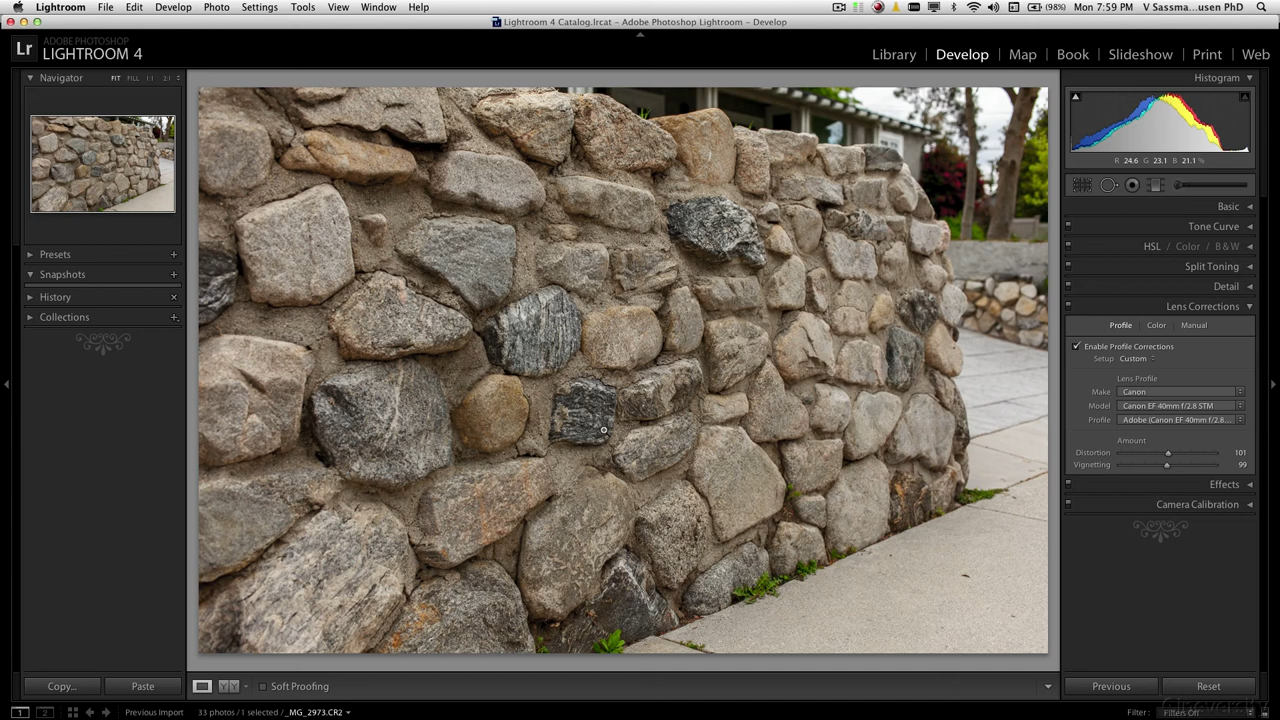 Lightroom File Edit Develop Photo Settings Tools View Window Help (98%) Mon 7:59 PM V Sassma...usen PhD
Lightroom 4 Catalog.lrcat - Adobe Photoshop Lightroom - Develop
Lr ADOBE PHOTOSHOP LIGHTROOM 4
Library | Develop | Map | Book | Slideshow | Print | Web
Navigator FIT FILL 1:1 2:1
Presets
Snapshots
History
Collections
Histogram
R 24.6 G 23.1 B 21.1 %
Basic
Tone Curve
HSL / Color / B & W
Split Toning
Detail
Lens Corrections
Profile Color Manual
Enable Profile Corrections
Setup Custom
Lens Profile
Make Canon
Model Canon EF 40mm f/2.8 STM
Profile Adobe (Canon EF 40mm f/2.8...
Amount
Distortion 101
Vignetting 99
Effects
Camera Calibration
Copy... Paste
Soft Proofing
Previous Reset
1 2 Previous Import 33 photos / 1 selected / _MG_2973.CR2
Filter: Filters Off